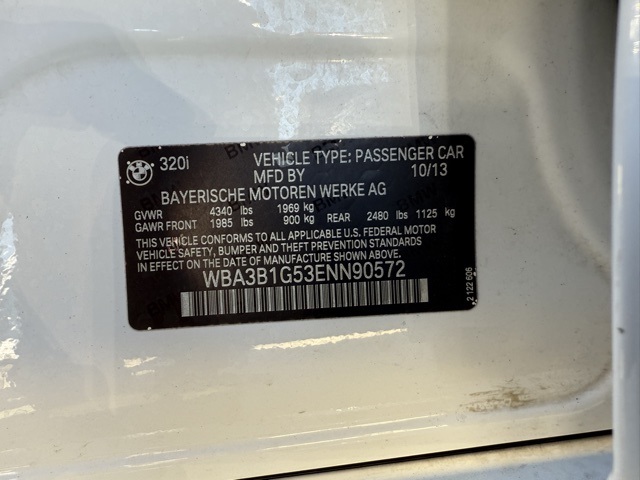 320i VEHICLE TYPE: PASSENGER CAR
MFD BY 10/13
BAYERISCHE MOTOREN WERKE AG
GVWR 4340 lbs 1969 kg
GAWR FRONT 1985 lbs 900 kg REAR 2480 lbs 1125 kg
THIS VEHICLE CONFORMS TO ALL APPLICABLE U.S. FEDERAL MOTOR
VEHICLE SAFETY, BUMPER AND THEFT PREVENTION STANDARDS
IN EFFECT ON THE DATE OF MANUFACTURE SHOWN ABOVE.
WBA3B1G53ENN90572
2 122 606